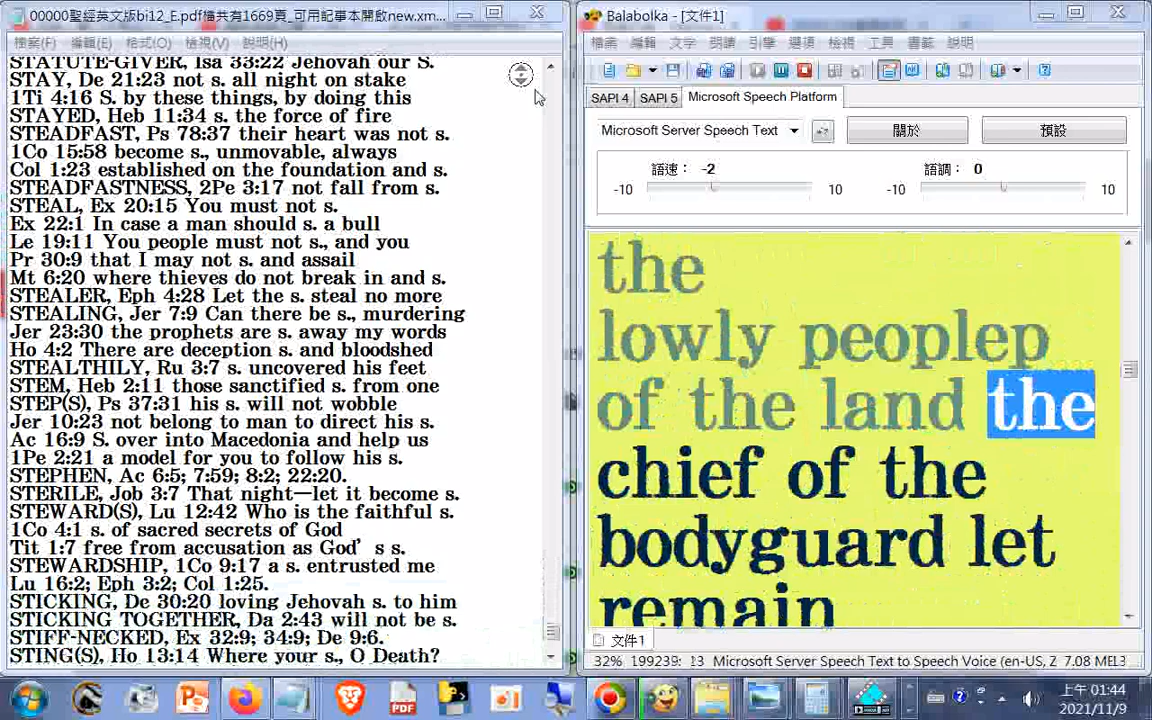 00000聖經英文版bi12_E.pdf檔共有1669頁_可用記事本開啟new.xm...
檔案(F) 編輯(E) 格式(O) 檢視(V) 說明(H)
STATUTE-GIVER, Isa 33:22 Jehovah our S.
STAY, De 21:23 not s. all night on stake
1Ti 4:16 S. by these things, by doing this
STAYED, Heb 11:34 s. the force of fire
STEADFAST, Ps 78:37 their heart was not s.
1Co 15:58 become s., unmovable, always
Col 1:23 established on the foundation and s.
STEADFASTNESS, 2Pe 3:17 not fall from s.
STEAL, Ex 20:15 You must not s.
Ex 22:1 In case a man should s. a bull
Le 19:11 You people must not s., and you
Pr 30:9 that I may not s. and assail
Mt 6:20 where thieves do not break in and s.
STEALER, Eph 4:28 Let the s. steal no more
STEALING, Jer 7:9 Can there be s., murdering
Jer 23:30 the prophets are s. away my words
Ho 4:2 There are deception s. and bloodshed
STEALTHILY, Ru 3:7 s. uncovered his feet
STEM, Heb 2:11 those sanctified s. from one
STEP(S), Ps 37:31 his s. will not wobble
Jer 10:23 not belong to man to direct his s.
Ac 16:9 S. over into Macedonia and help us
1Pe 2:21 a model for you to follow his s.
STEPHEN, Ac 6:5; 7:59; 8:2; 22:20.
STERILE, Job 3:7 That night—let it become s.
STEWARD(S), Lu 12:42 Who is the faithful s.
1Co 4:1 s. of sacred secrets of God
Tit 1:7 free from accusation as God's s.
STEWARDSHIP, 1Co 9:17 a s. entrusted me
Lu 16:2; Eph 3:2; Col 1:25.
STICKING, De 30:20 loving Jehovah s. to him
STICKING TOGETHER, Da 2:43 will not be s.
STIFF-NECKED, Ex 32:9; 34:9; De 9:6.
STING(S), Ho 13:14 Where your s., O Death?
Balabolka - [文件1]
檔案 編輯 文字 朗讀 引擎 選項 檢視 工具 書籤 說明
SAPI 4 SAPI 5 Microsoft Speech Platform
Microsoft Server Speech Text 關於 預設
語速: -2 語調: 0
-10 10 -10 10
the
lowly peoplep
of the land the
chief of the
bodyguard let
remain
文件1
32% 199239: 13 Microsoft Server Speech Text to Speech Voice (en-US, Z 7.08 MEL3
上午 01:44
2021/11/9